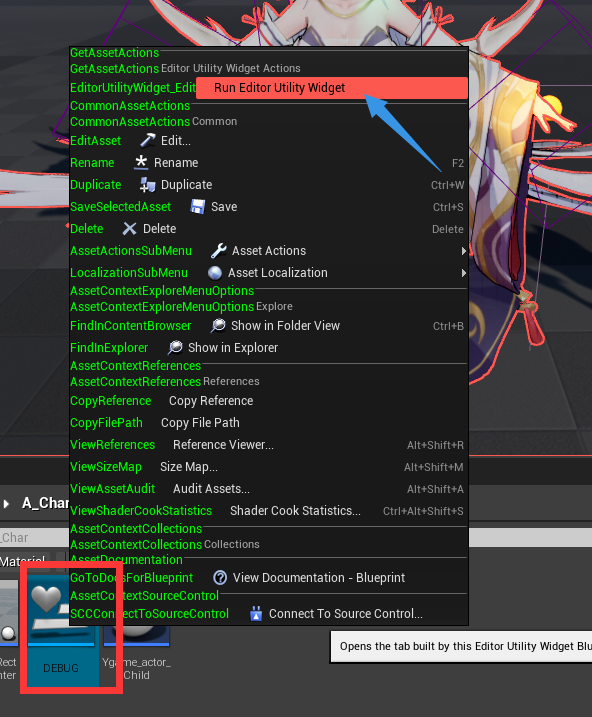 GetAssetActions
GetAssetActions Editor Utility Widget Actions
EditorUtilityWidget_Edit Run Editor Utility Widget
CommonAssetActions
CommonAssetActions Common
EditAsset Edit...
Rename Rename F2
Duplicate Duplicate Ctrl+W
SaveSelectedAsset Save Ctrl+S
Delete Delete Delete
AssetActionsSubMenu Asset Actions
LocalizationSubMenu Asset Localization
AssetContextExploreMenuOptions
AssetContextExploreMenuOptions Explore
FindInContentBrowser Show in Folder View Ctrl+B
FindInExplorer Show in Explorer
AssetContextReferences
AssetContextReferences References
CopyReference Copy Reference
CopyFilePath Copy File Path
ViewReferences Reference Viewer... Alt+Shift+R
ViewSizeMap Size Map... Alt+Shift+M
ViewAssetAudit Audit Assets... Alt+Shift+A
A_Char
ViewShaderCookStatistics Shader Cook Statistics... Ctrl+Alt+Shift+S
AssetContextCollections
_Char
AssetContextCollections Collections
AssetDocumentation
Material
GoToDocsForBlueprint View Documentation - Blueprint
AssetContextSourceControl
SCCConnectToSourceControl Connect To Source Control...
Opens the tab built by this Editor Utility Widget Blu
Rect
nter
DEBUG
Ygame_actor_
Child